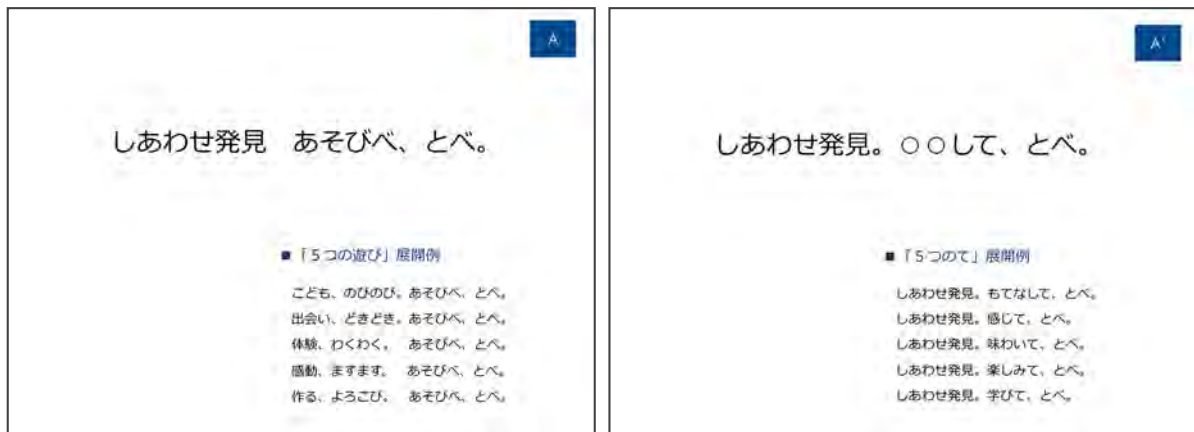 A
しあわせ発見　あそびべ、とべ。
■「5つの遊び」展開例
こども、のびのび。あそびべ、とべ。
出会い、どきどき。あそびべ、とべ。
体験、わくわく。　あそびべ、とべ。
感動、ますます。　あそびべ、とべ。
作る、よろこび。　あそびべ、とべ。
A'
しあわせ発見。○○して、とべ。
■「5つのて」展開例
しあわせ発見。もてなして、とべ。
しあわせ発見。感じて、とべ。
しあわせ発見。味わいて、とべ。
しあわせ発見。楽しみて、とべ。
しあわせ発見。学びて、とべ。